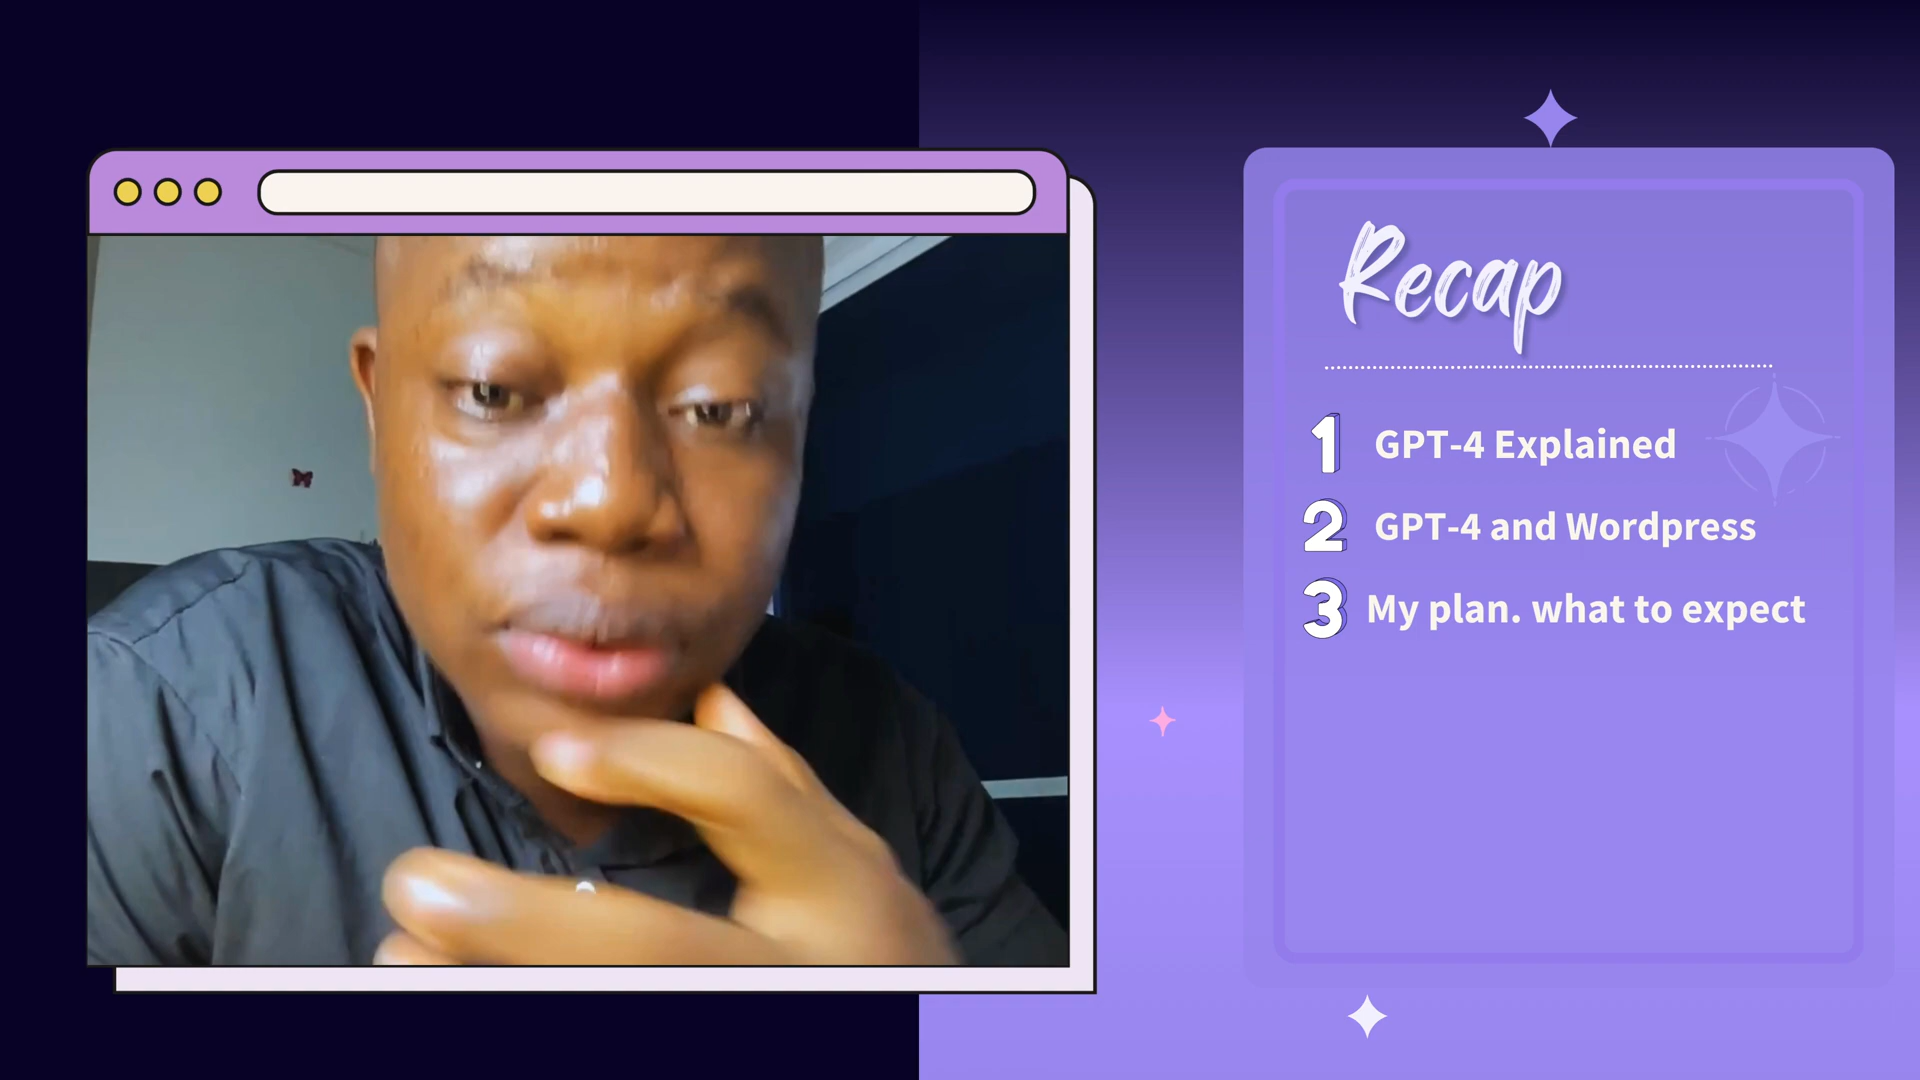 Recap
1 GPT-4 Explained
2 GPT-4 and Wordpress
3 My plan. what to expect